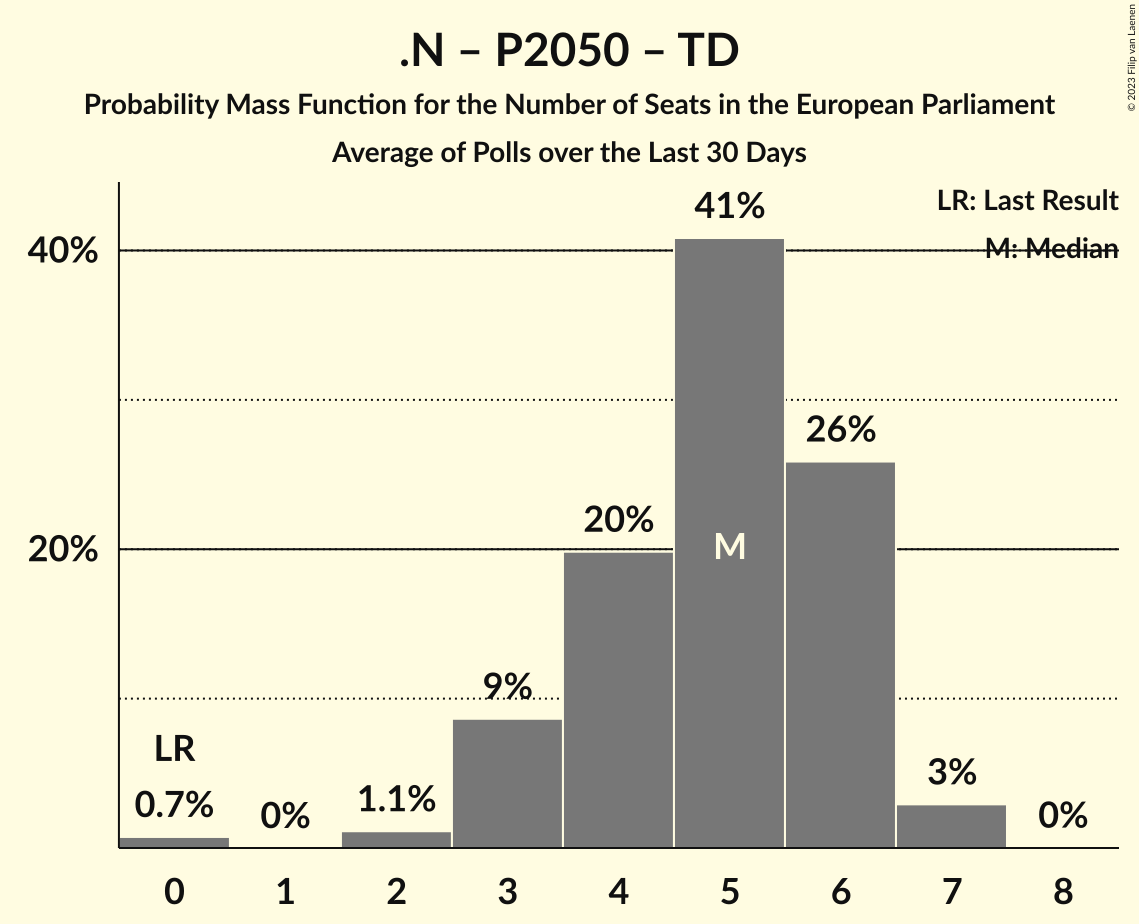 .N – P2050 – TD
Probability Mass Function for the Number of Seats in the European Parliament
Average of Polls over the Last 30 Days
© 2023 Filip van Laenen
LR: Last Result
M: Median
41%
40%
26%
20%
20%
M
9%
LR
0.7%
0%
1.1%
3%
0%
0 1 2 3 4 5 6 7 8